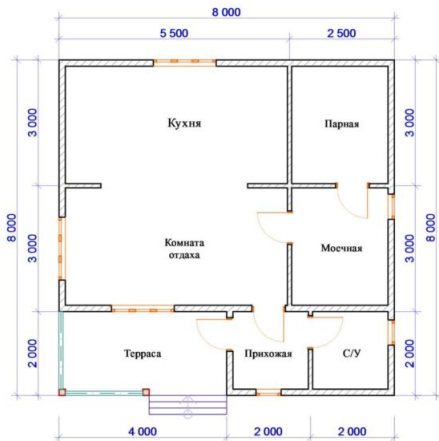 8 000
5 500
2 500
3 000
3 000
Кухня
Парная
8 000
8 000
3 000
3 000
Комната
отдаха
Моечная
2 000
2 000
Терраса
Прихожая
С/У
4 000
2 000
2 000